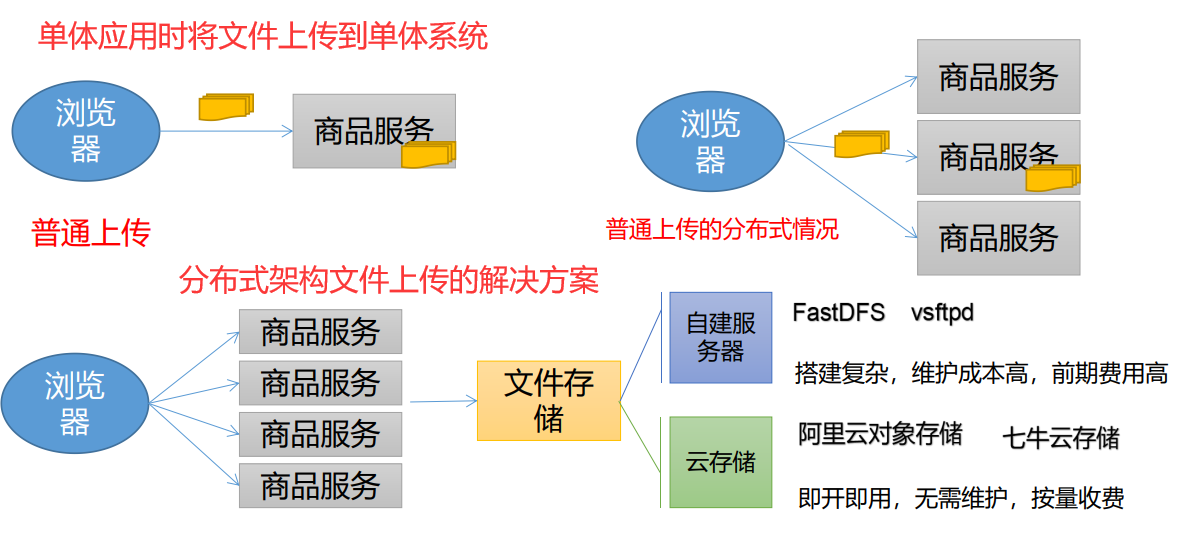 单体应用时将文件上传到单体系统
浏览
器
商品服务
普通上传
浏览
器
商品服务
商品服务
商品服务
普通上传的分布式情况
分布式架构文件上传的解决方案
浏览
器
商品服务
商品服务
商品服务
商品服务
文件存
储
自建服
务器
FastDFS vsftpd
搭建复杂，维护成本高，前期费用高
云存储
阿里云对象存储 七牛云存储
即开即用，无需维护，按量收费